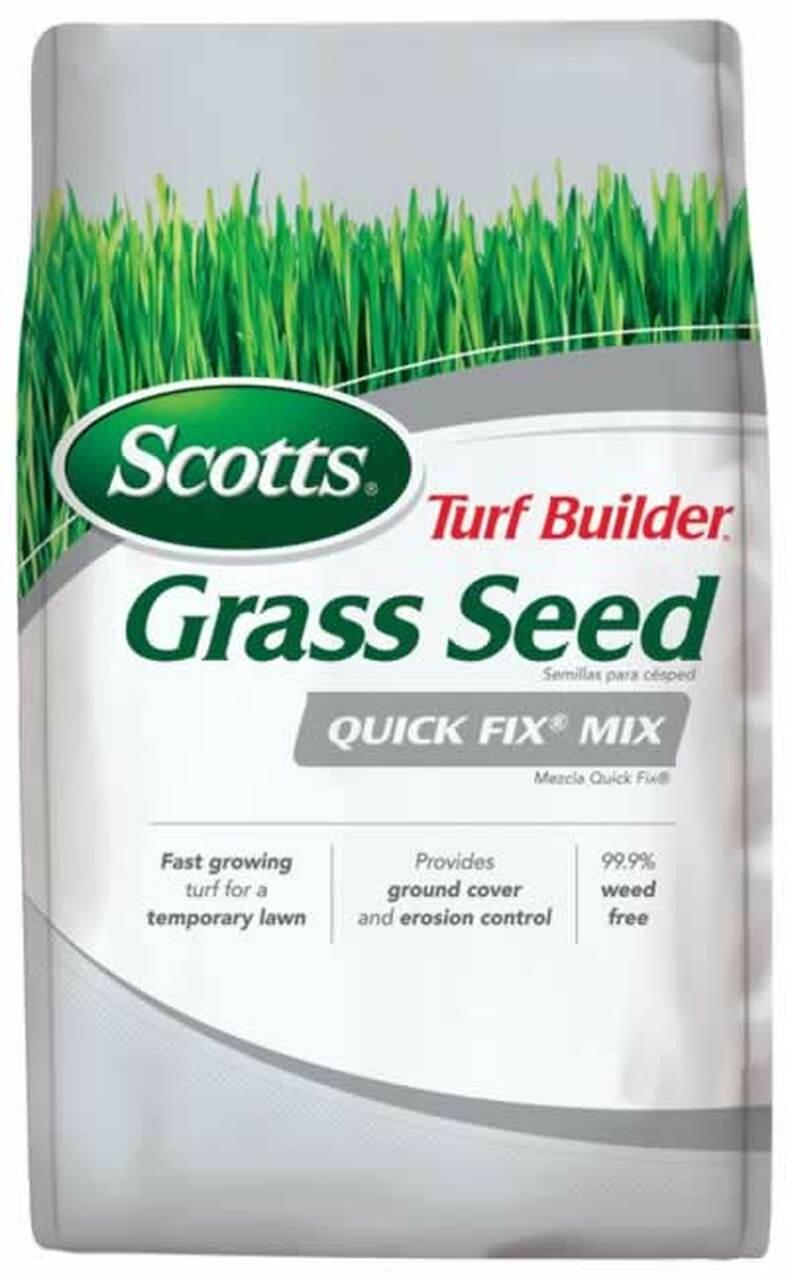 Scotts®
Turf Builder®
Grass Seed
Semillas para césped
QUICK FIX® MIX
Mezcla Quick Fix®
Fast growing
turf for a
temporary lawn
Provides
ground cover
and erosion control
99.9%
weed
free